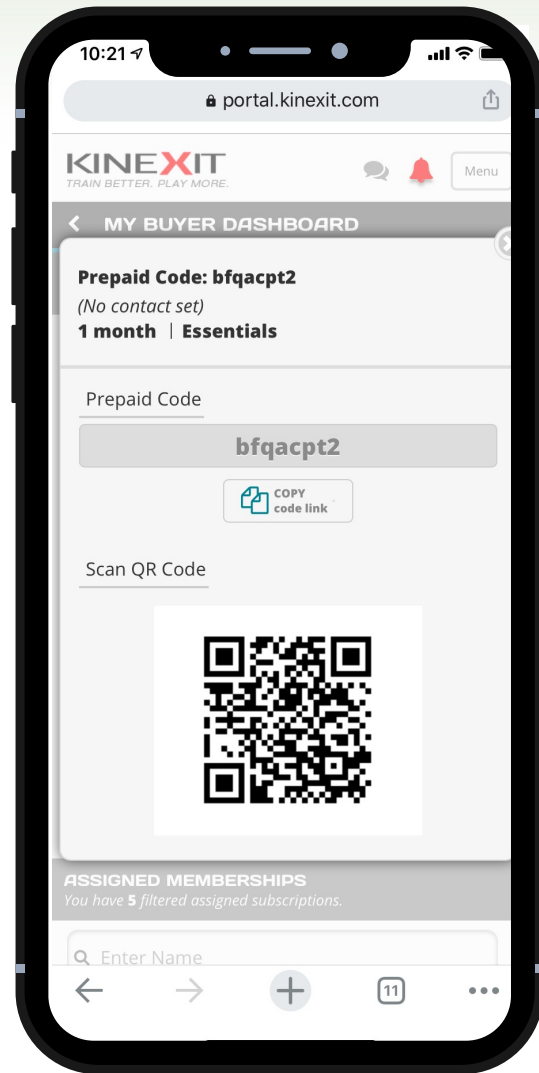 10:21
portal.kinexit.com
KINEXIT
TRAIN BETTER. PLAY MORE.
Menu
MY BUYER DASHBOARD
Prepaid Code: bfqacpt2
(No contact set)
1 month | Essentials
Prepaid Code
bfqacpt2
COPY
code link
Scan QR Code
ASSIGNED MEMBERSHIPS
You have 5 filtered assigned subscriptions.
Enter Name
11